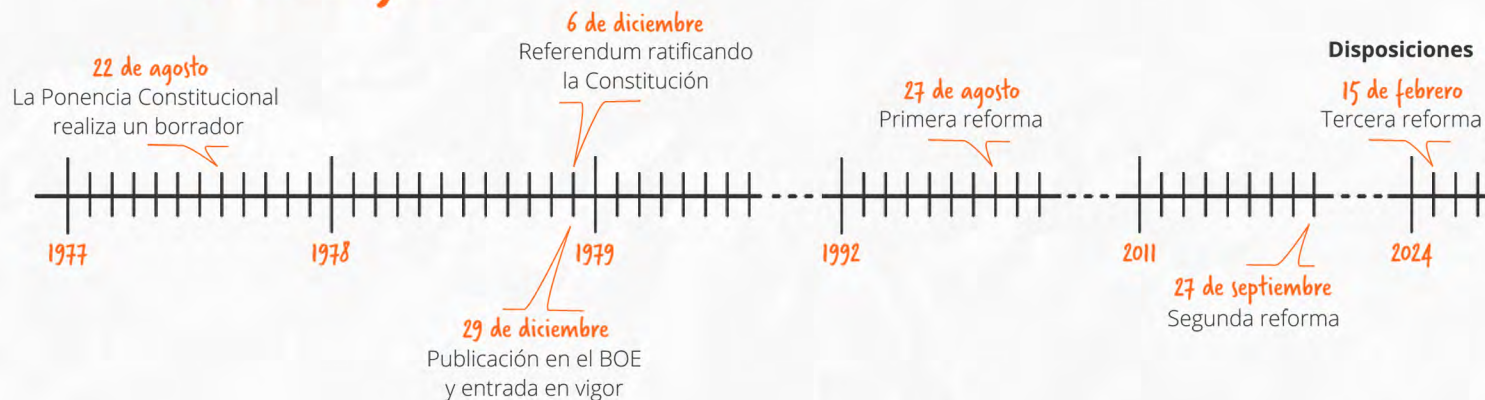 22 de agosto
La Ponencia Constitucional
realiza un borrador
6 de diciembre
Referendum ratificando
la Constitución
27 de agosto
Primera reforma
Disposiciones
15 de febrero
Tercera reforma
1977
1978
1979
1992
2011
2024
29 de diciembre
Publicación en el BOE
y entrada en vigor
27 de septiembre
Segunda reforma